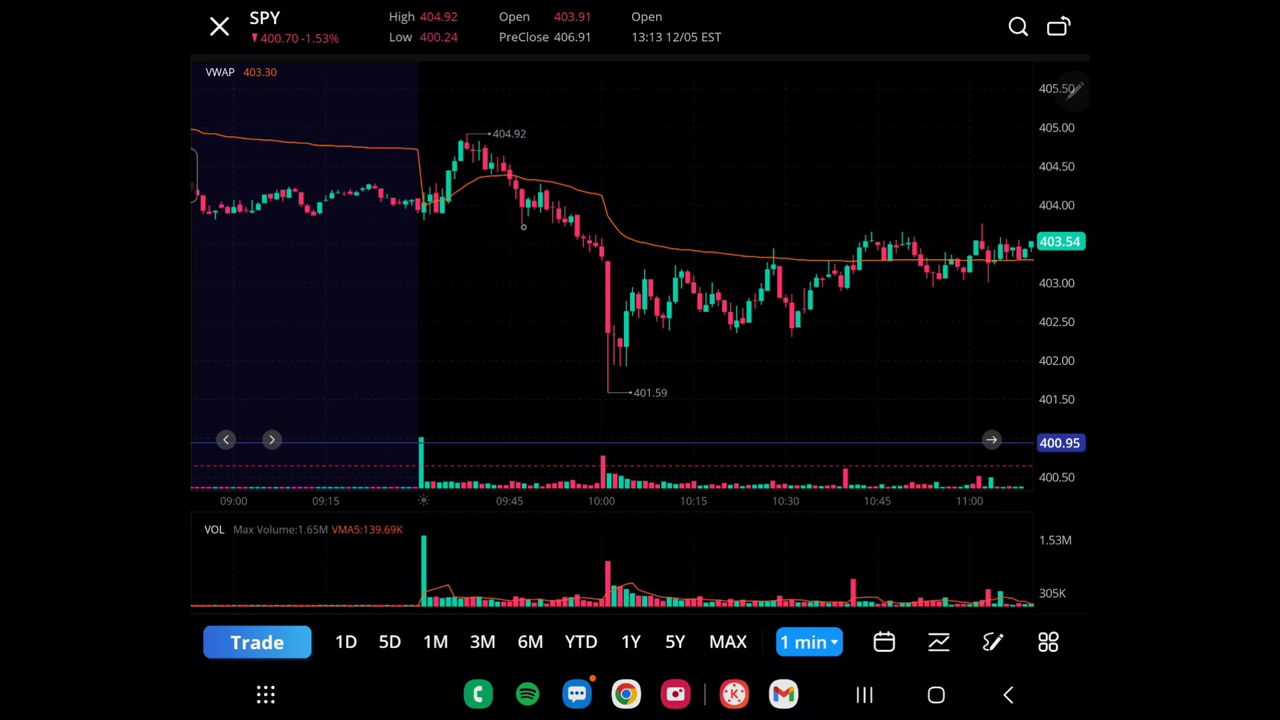 SPY High 404.92 Open 403.91 Open
▼400.70 -1.53% Low 400.24 PreClose 406.91 13:13 12/05 EST
VWAP 403.30
405.50
405.00
404.92
404.50
404.00
403.54
403.00
402.50
402.00
401.59
401.50
400.95
400.50
09:00 09:15 09:45 10:00 10:15 10:30 10:45 11:00
VOL Max Volume:1.65M VMA5:139.69K
1.53M
305K
Trade 1D 5D 1M 3M 6M YTD 1Y 5Y MAX 1 min
K